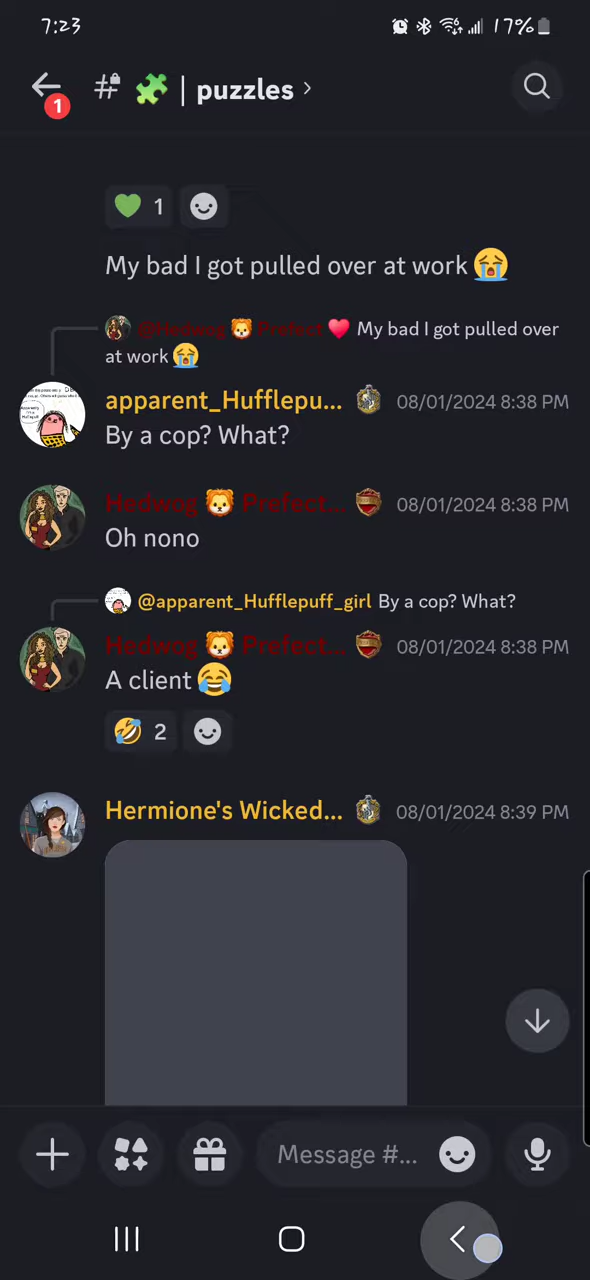 7:23 17%
# | puzzles
1
1
My bad I got pulled over at work
@Hedwog Prefect My bad I got pulled over
at work
apparent_Hufflepu... 08/01/2024 8:38 PM
By a cop? What?
Hedwog Prefect... 08/01/2024 8:38 PM
Oh nono
@apparent_Hufflepuff_girl By a cop? What?
Hedwog Prefect... 08/01/2024 8:38 PM
A client
2
Hermione's Wicked... 08/01/2024 8:39 PM
Message #...